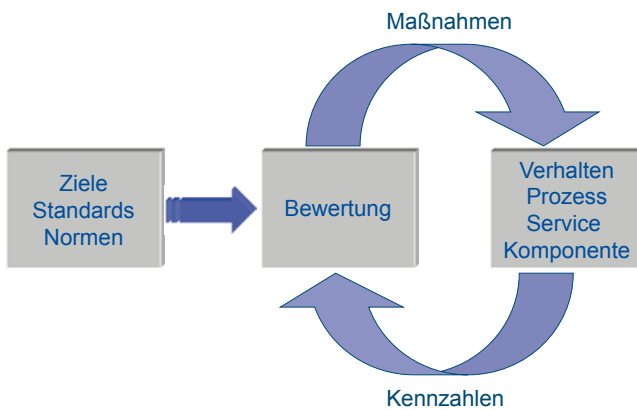 Maßnahmen
Ziele
Standards
Normen
Bewertung
Verhalten
Prozess
Service
Komponente
Kennzahlen